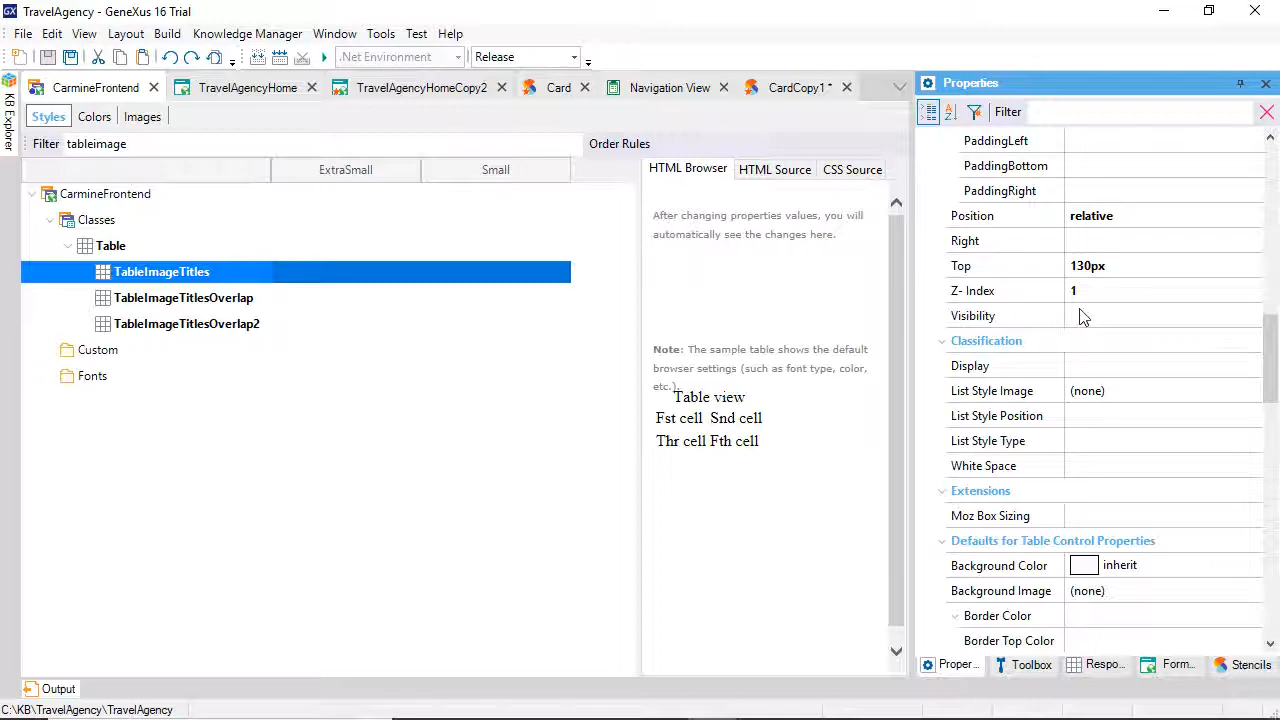 TravelAgency - GeneXus 16 Trial
File Edit View Layout Build Knowledge Manager Window Tools Test Help
.Net Environment Release
KB Explorer
CarmineFrontend TravelAgencyHome TravelAgencyHomeCopy2 Card Navigation View CardCopy1 *
Styles Colors Images
Filter tableimage Order Rules
ExtraSmall Small
CarmineFrontend
Classes
Table
TableImageTitles
TableImageTitlesOverlap
TableImageTitlesOverlap2
Custom
Fonts
HTML Browser HTML Source CSS Source
After changing properties values, you will
automatically see the changes here.
Note: The sample table shows the default
browser settings (such as font type, color,
etc.).
Table view
Fst cell Snd cell
Thr cell Fth cell
Properties
Filter
PaddingLeft
PaddingBottom
PaddingRight
Position relative
Right
Top 130px
Z- Index 1
Visibility
Classification
Display
List Style Image (none)
List Style Position
List Style Type
White Space
Extensions
Moz Box Sizing
Defaults for Table Control Properties
Background Color inherit
Background Image (none)
Border Color
Border Top Color
Proper... Toolbox Respo... Form... Stencils
Output
C:\KB\TravelAgency\TravelAgency